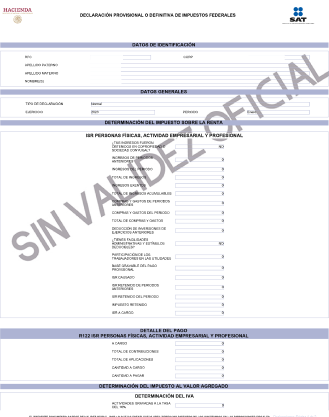 HACIENDA
DECLARACIÓN PROVISIONAL O DEFINITIVA DE IMPUESTOS FEDERALES
SAT
DATOS DE IDENTIFICACIÓN
RFC
CURP
APELLIDO PATERNO
APELLIDO MATERNO
NOMBRE(S)
DATOS GENERALES
TIPO DE DECLARACIÓN Normal
EJERCICIO
PERIODO
DETERMINACIÓN DEL IMPUESTO SOBRE LA RENTA
ISR PERSONAS FÍSICAS, ACTIVIDAD EMPRESARIAL Y PROFESIONAL
¿TUS INGRESOS FUERON
OBTENIDOS EN COPROPIEDAD O
SOCIEDAD CONYUGAL? NO
INGRESOS DE PERIODOS
ANTERIORES 0
INGRESOS DEL PERIODO 0
TOTAL DE INGRESOS 0
INGRESOS EXENTOS 0
TOTAL DE INGRESOS ACUMULABLES 0
COMPRAS Y GASTOS DE PERIODOS
ANTERIORES 0
COMPRAS Y GASTOS DEL PERIODO 0
TOTAL DE COMPRAS Y GASTOS 0
DEDUCCIÓN DE INVERSIONES DE
EJERCICIOS ANTERIORES 0
¿TIENES FACILIDADES
ADMINISTRATIVAS Y ESTÍMULOS
DEDUCIBLES? NO
PARTICIPACIÓN DE LOS
TRABAJADORES EN LAS UTILIDADES 0
BASE GRAVABLE DEL PAGO
PROVISIONAL 0
ISR CAUSADO 0
ISR RETENIDO DE PERIODOS
ANTERIORES 0
ISR RETENIDO DEL PERIODO 0
IMPUESTO RETENIDO 0
ISR A CARGO 0
SIN VALIDEZ OFICIAL
DETALLE DEL PAGO
R122 ISR PERSONAS FÍSICAS, ACTIVIDAD EMPRESARIAL Y PROFESIONAL
A CARGO 0
TOTAL DE CONTRIBUCIONES 0
TOTAL DE APLICACIONES 0
CANTIDAD A CARGO 0
CANTIDAD A PAGAR 0
DETERMINACIÓN DEL IMPUESTO AL VALOR AGREGADO
DETERMINACIÓN DEL IVA
ACTIVIDADES GRAVADAS A LA TASA
DEL 16% 0